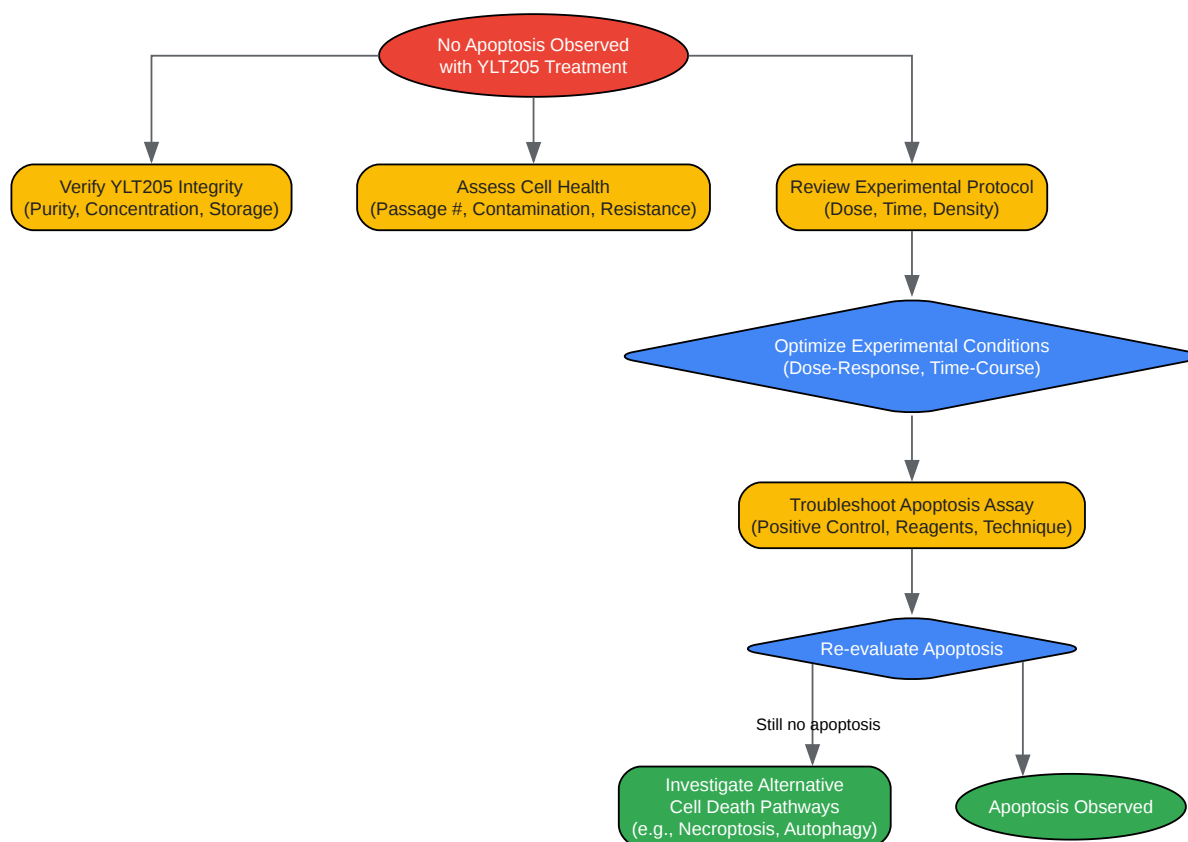 No Apoptosis Observed
with YLT205 Treatment
Verify YLT205 Integrity
(Purity, Concentration, Storage)
Assess Cell Health
(Passage #, Contamination, Resistance)
Review Experimental Protocol
(Dose, Time, Density)
Optimize Experimental Conditions
(Dose-Response, Time-Course)
Troubleshoot Apoptosis Assay
(Positive Control, Reagents, Technique)
Re-evaluate Apoptosis
Still no apoptosis
Investigate Alternative
Cell Death Pathways
(e.g., Necroptosis, Autophagy)
Apoptosis Observed